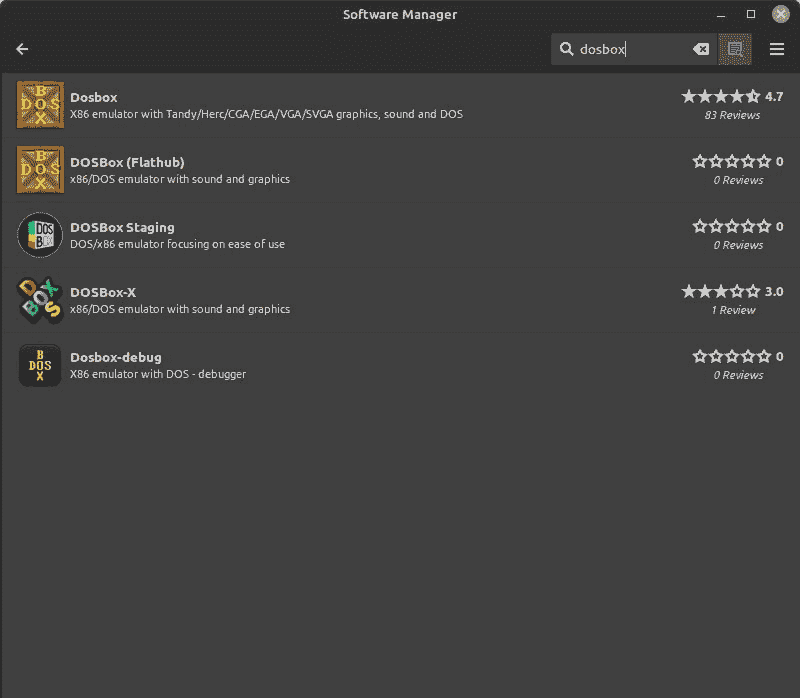 Software Manager
dosbox
Dosbox
X86 emulator with Tandy/Herc/CGA/EGA/VGA/SVGA graphics, sound and DOS
4.7
83 Reviews
DOSBox (Flathub)
x86/DOS emulator with sound and graphics
0
0 Reviews
DOSBox Staging
DOS/x86 emulator focusing on ease of use
0
0 Reviews
DOSBox-X
x86/DOS emulator with sound and graphics
3.0
1 Review
Dosbox-debug
X86 emulator with DOS - debugger
0
0 Reviews